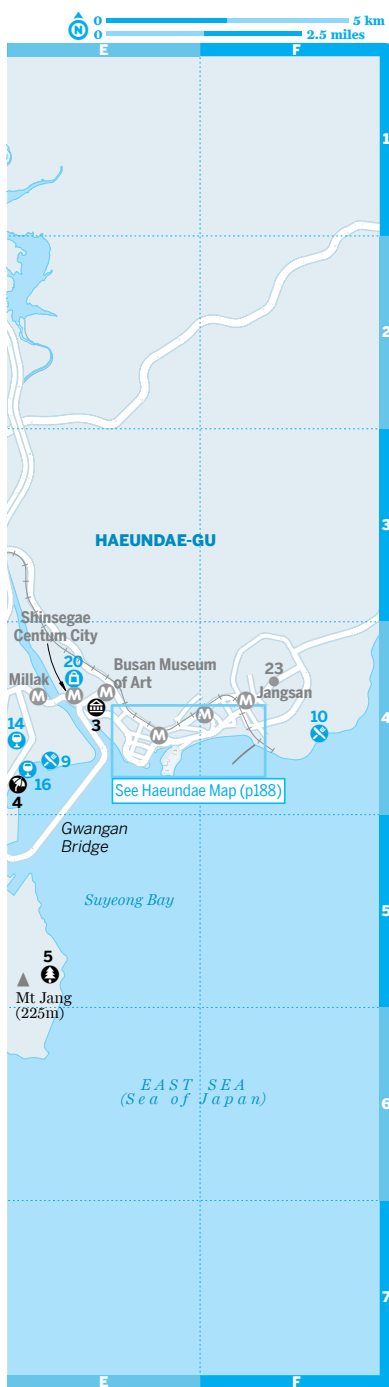 N
0
5 km
0
2.5 miles
E
F
1
2
3
HAEUNDAE-GU
Shinsegae
Centum City
20
Busan Museum
of Art
Millak
M
M
M
3
23
Jangsan
M
M
M
10
4
14
9
16
4
See Haeundae Map (p188)
Gwangan
Bridge
Suyeong Bay
5
5
Mt Jang
(225m)
EAST SEA
(Sea of Japan)
6
7
E
F